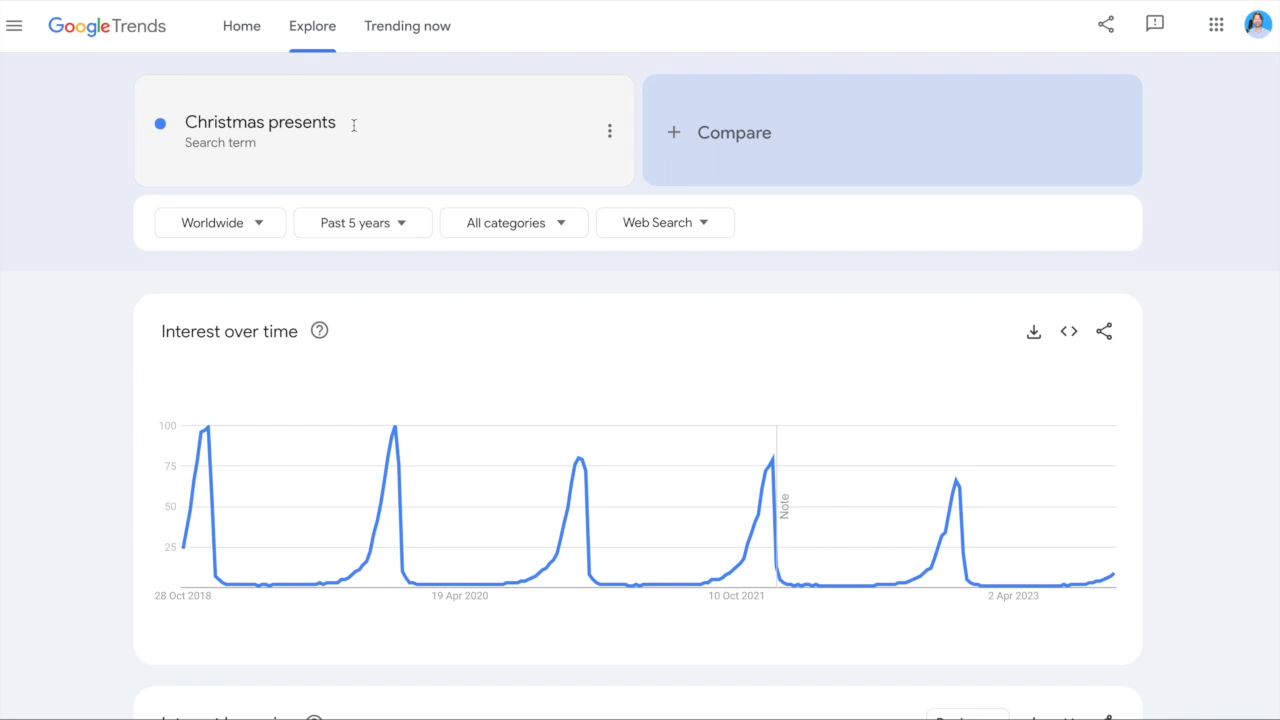 Google Trends Home Explore Trending now
Christmas presents
Search term
+ Compare
Worldwide Past 5 years All categories Web Search
Interest over time
100
75
50
25
Note
28 Oct 2018 19 Apr 2020 10 Oct 2021 2 Apr 2023